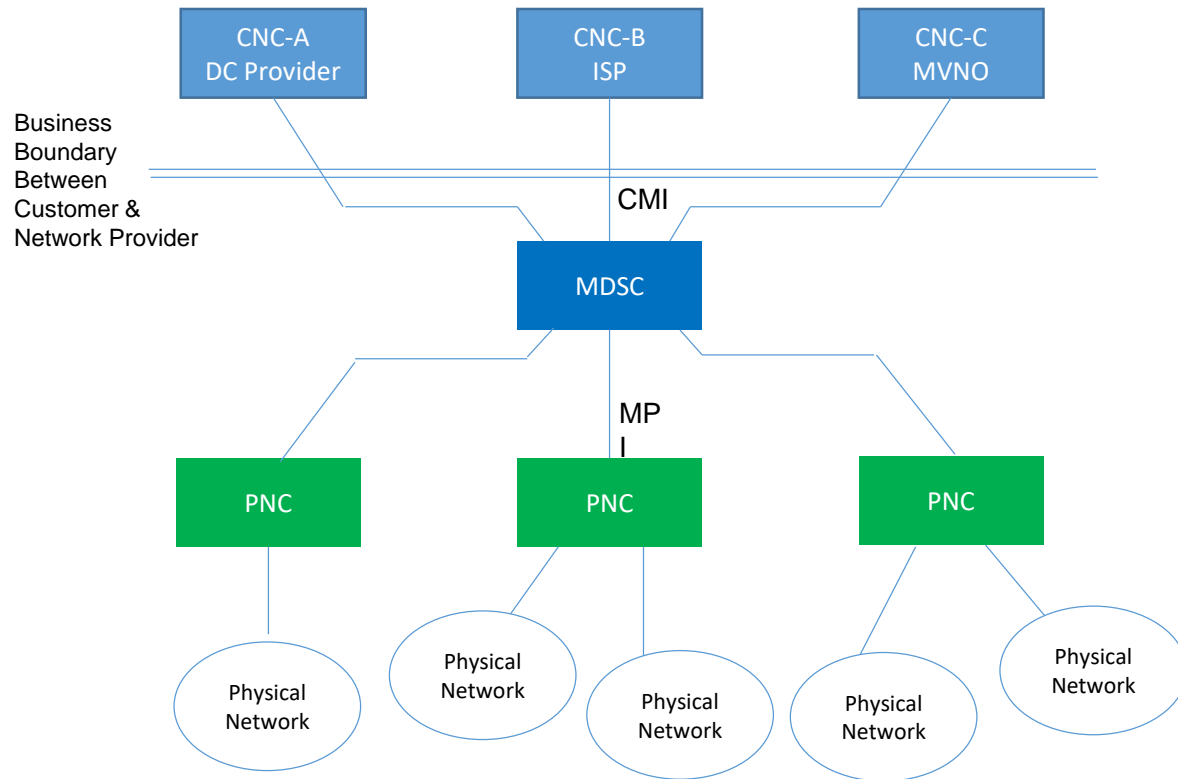 CNC-A
DC Provider
CNC-B
ISP
CNC-C
MVNO
Business
Boundary
Between
Customer &
Network Provider
CMI
MDSC
MP
I
PNC
PNC
PNC
Physical
Network
Physical
Network
Physical
Network
Physical
Network
Physical
Network